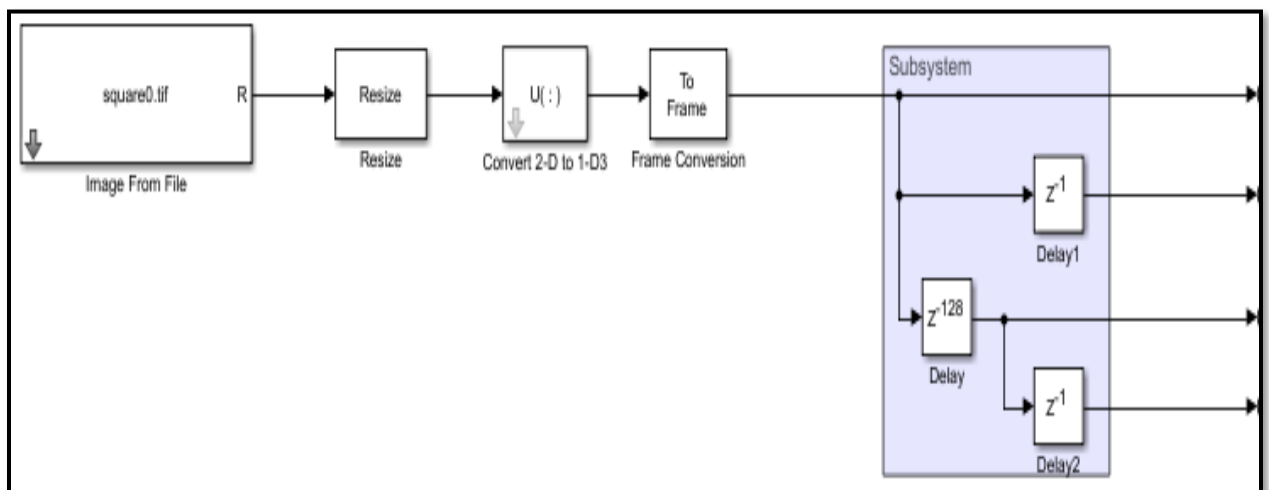 Subsystem
square0.tif R
Resize
U( : )
To
Frame
Image From File
Resize
Convert 2-D to 1-D3
Frame Conversion
z-1
Delay1
z-128
Delay
z-1
Delay2